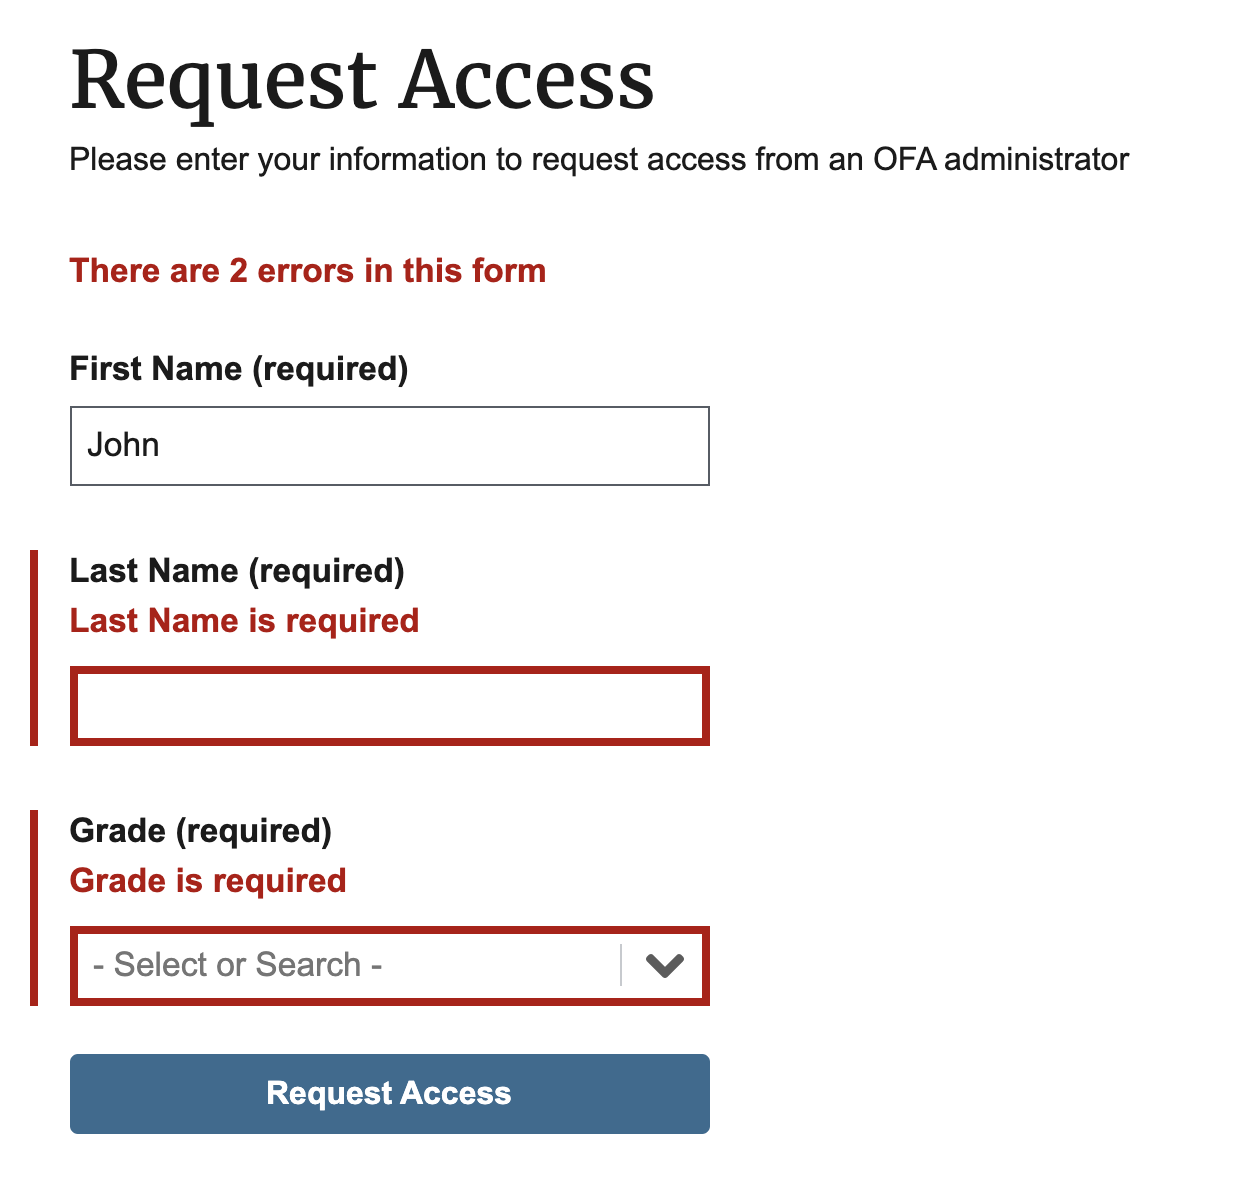 Request Access
Please enter your information to request access from an OFA administrator
There are 2 errors in this form
First Name (required)
John
Last Name (required)
Last Name is required
Grade (required)
Grade is required
- Select or Search -
Request Access